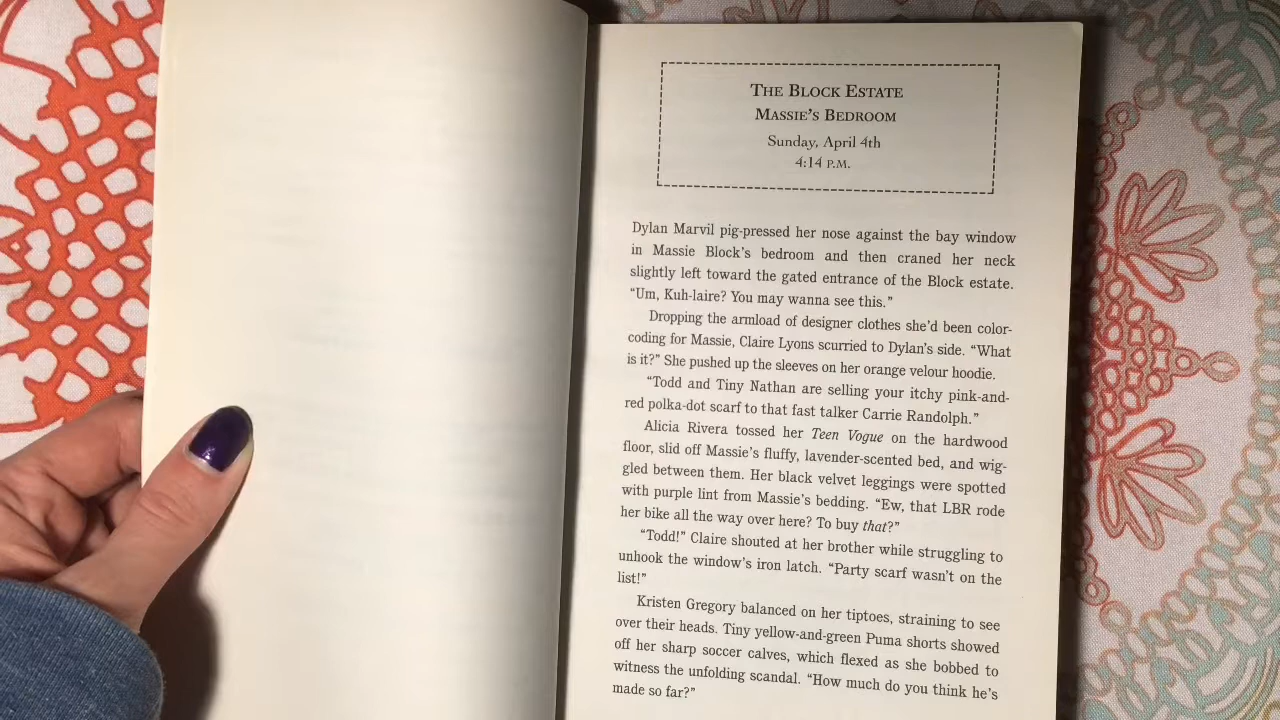 THE BLOCK ESTATE
MASSIE'S BEDROOM
Sunday, April 4th
4:14 P.M.
Dylan Marvil pig-pressed her nose against the bay window
in Massie Block's bedroom and then craned her neck
slightly left toward the gated entrance of the Block estate.
“Um, Kuh-laire? You may wanna see this.”
Dropping the armload of designer clothes she'd been color-
coding for Massie, Claire Lyons scurried to Dylan's side. “What
is it?” She pushed up the sleeves on her orange velour hoodie.
“Todd and Tiny Nathan are selling your itchy pink-and-
red polka-dot scarf to that fast talker Carrie Randolph.”
Alicia Rivera tossed her Teen Vogue on the hardwood
floor, slid off Massie's fluffy, lavender-scented bed, and wig-
gled between them. Her black velvet leggings were spotted
with purple lint from Massie's bedding. “Ew, that LBR rode
her bike all the way over here? To buy that?”
“Todd!” Claire shouted at her brother while struggling to
unhook the window's iron latch. “Party scarf wasn't on the
list!”
Kristen Gregory balanced on her tiptoes, straining to see
over their heads. Tiny yellow-and-green Puma shorts showed
off her sharp soccer calves, which flexed as she bobbed to
witness the unfolding scandal. “How much do you think he's
made so far?”